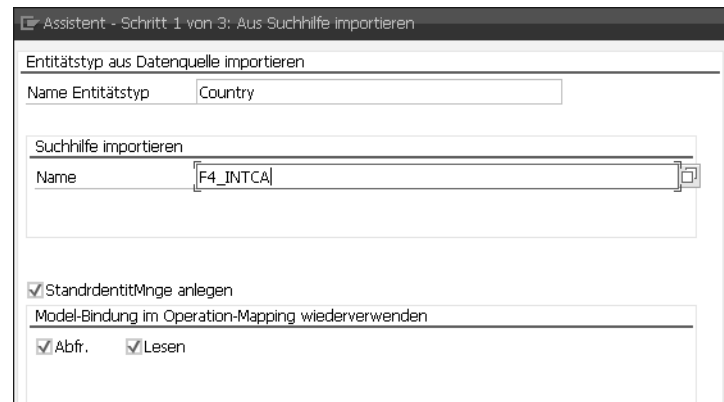 Assistent - Schritt 1 von 3: Aus Suchhilfe importieren
Entitätstyp aus Datenquelle importieren
Name Entitätstyp Country
Suchhilfe importieren
Name F4_INTCA
StandrdentitMnge anlegen
Model-Bindung im Operation-Mapping wiederverwenden
Abfr. Lesen